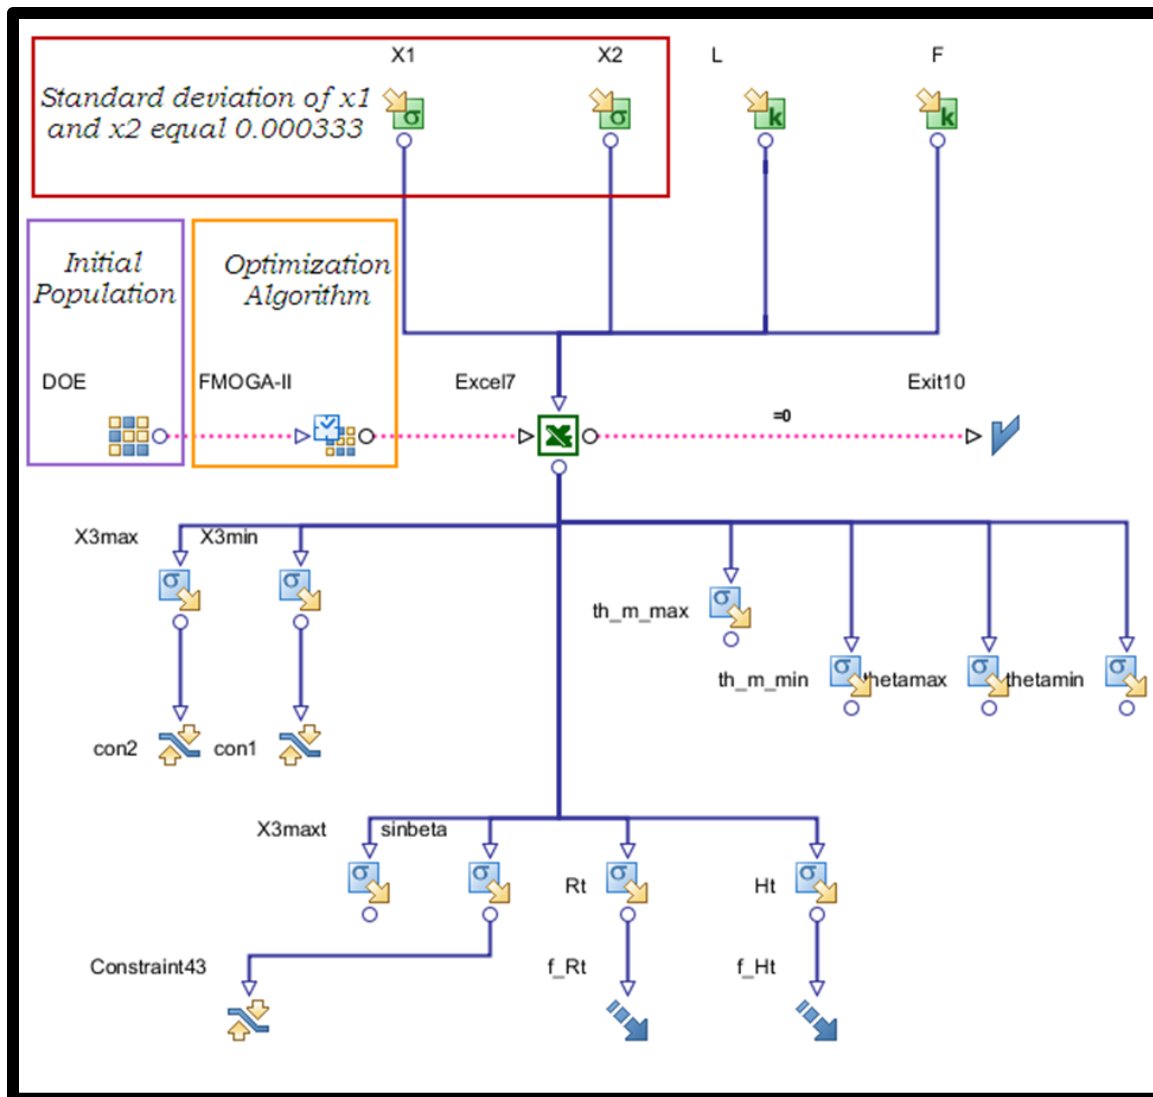 X1
X2
L
F
Standard deviation of x1
and x2 equal 0.000333
σ
σ
k
k
Initial
Population
Optimization
Algorithm
DOE
FMOGA-II
Excel7
Exit10
=0
X3max
X3min
σ
σ
th_m_max
σ
th_m_min
σ
thetamax
σ
thetamin
σ
con2
con1
X3maxt
sinbeta
σ
σ
Rt
σ
Ht
σ
Constraint43
f_Rt
f_Ht